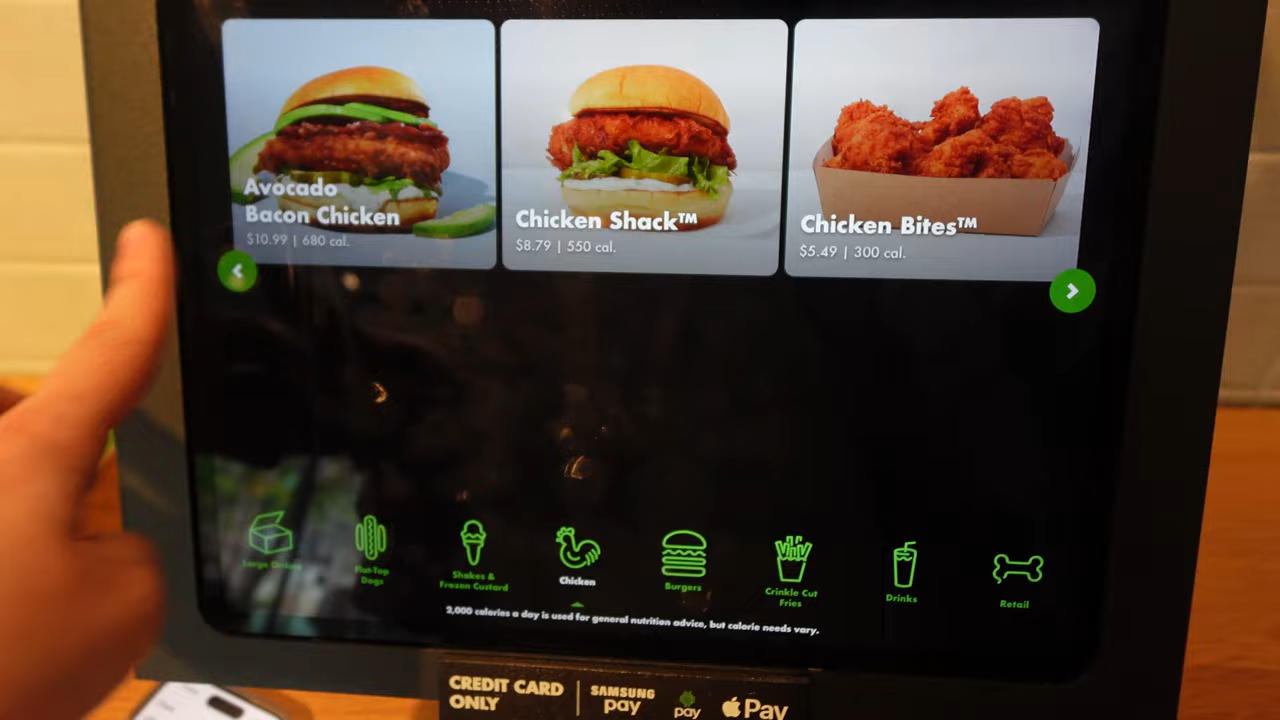 Avocado
Bacon Chicken
$10.99 | 680 cal.
Chicken Shack™
$8.79 | 550 cal.
Chicken Bites™
$5.49 | 300 cal.
Large Orders
Flat-Top
Dogs
Shakes &
Frozen Custard
Chicken
Burgers
Crinkle Cut
Fries
Drinks
Retail
2,000 calories a day is used for general nutrition advice, but calorie needs vary.
CREDIT CARD
ONLY
SAMSUNG
pay
pay
Pay